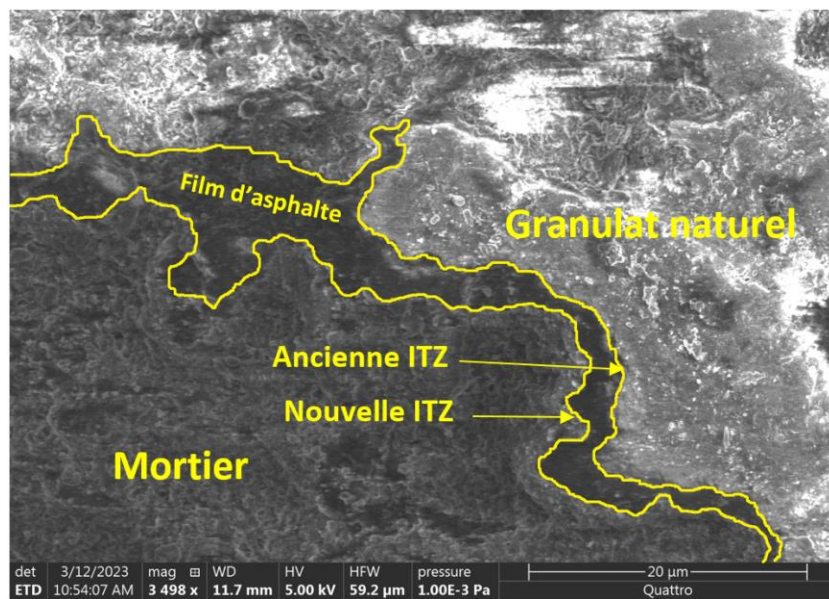 Film d'asphalte
Granulat naturel
Ancienne ITZ
Nouvelle ITZ
Mortier
det 3/12/2023 mag ⊞ WD HV HFW pressure 20 µm
ETD 10:54:07 AM 3 498 x 11.7 mm 5.00 kV 59.2 µm 1.00E-3 Pa Quattro